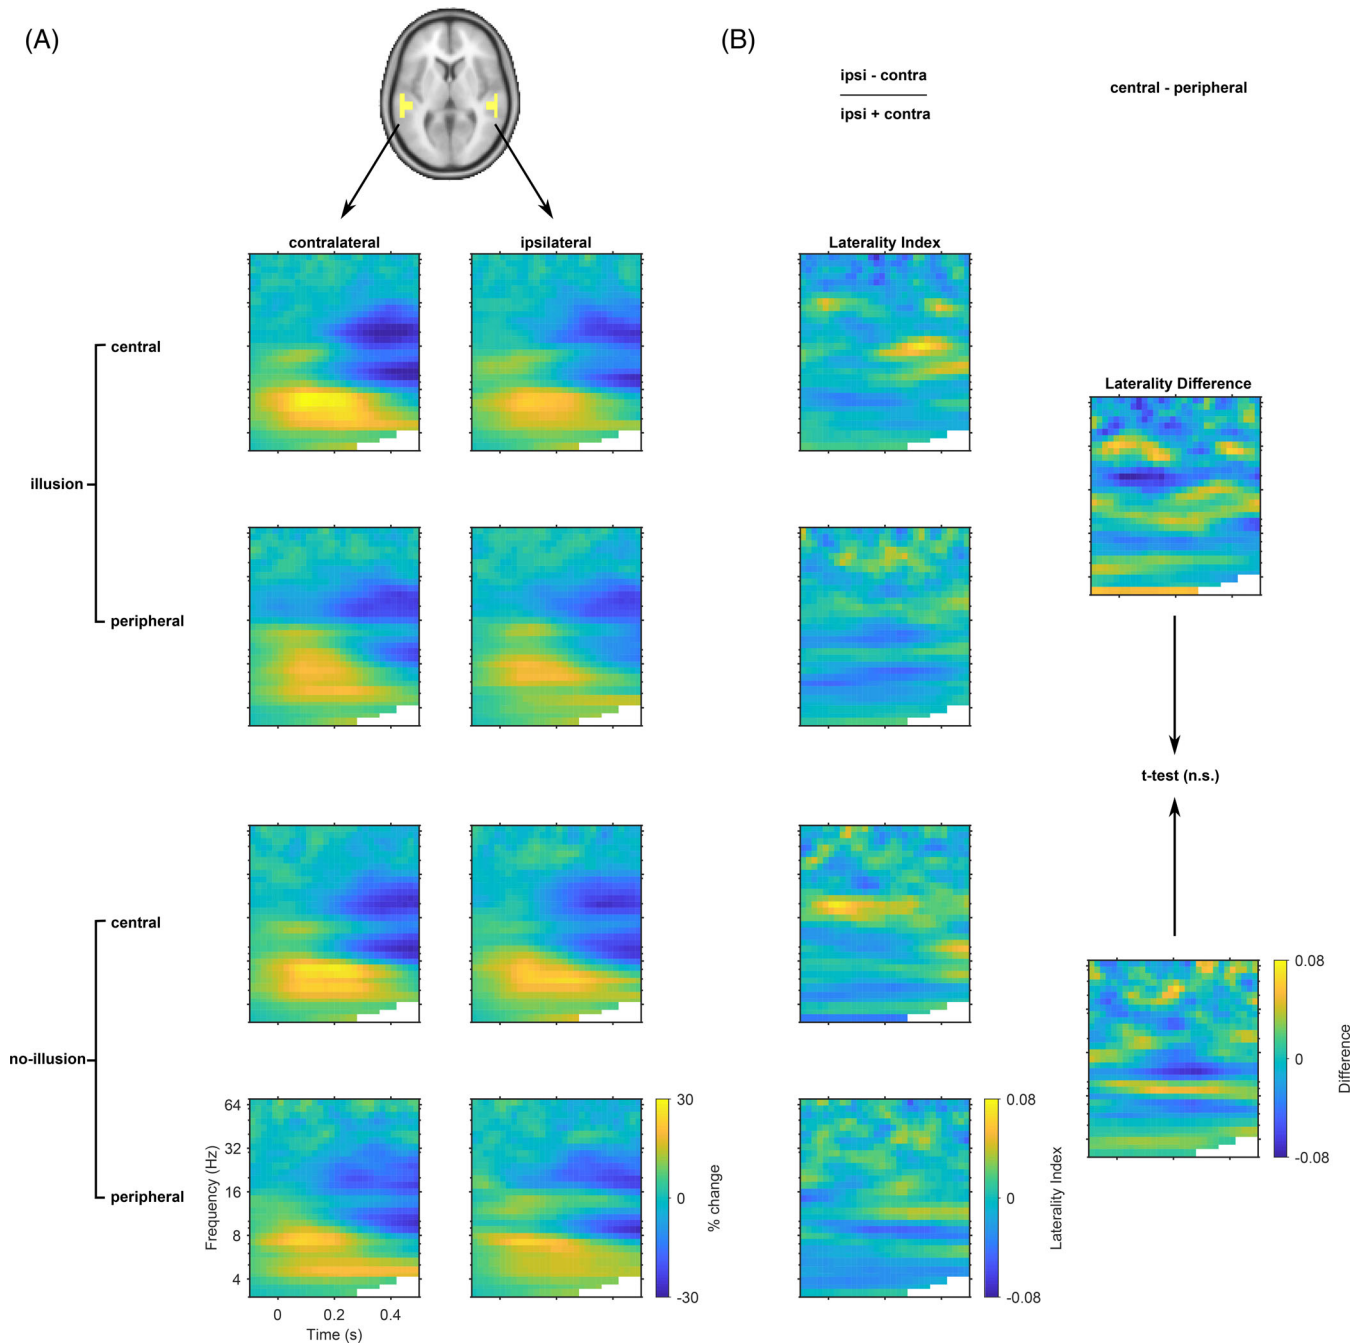 (A)
(B)
ipsi - contra
ipsi + contra
central - peripheral
contralateral
ipsilateral
Laterality Index
central
Laterality Difference
illusion
peripheral
t-test (n.s.)
central
no-illusion
peripheral
64
32
16
8
4
Frequency (Hz)
0
0.2
0.4
Time (s)
30
0
-30
% change
0.08
0
-0.08
Laterality Index
0.08
0
-0.08
Difference